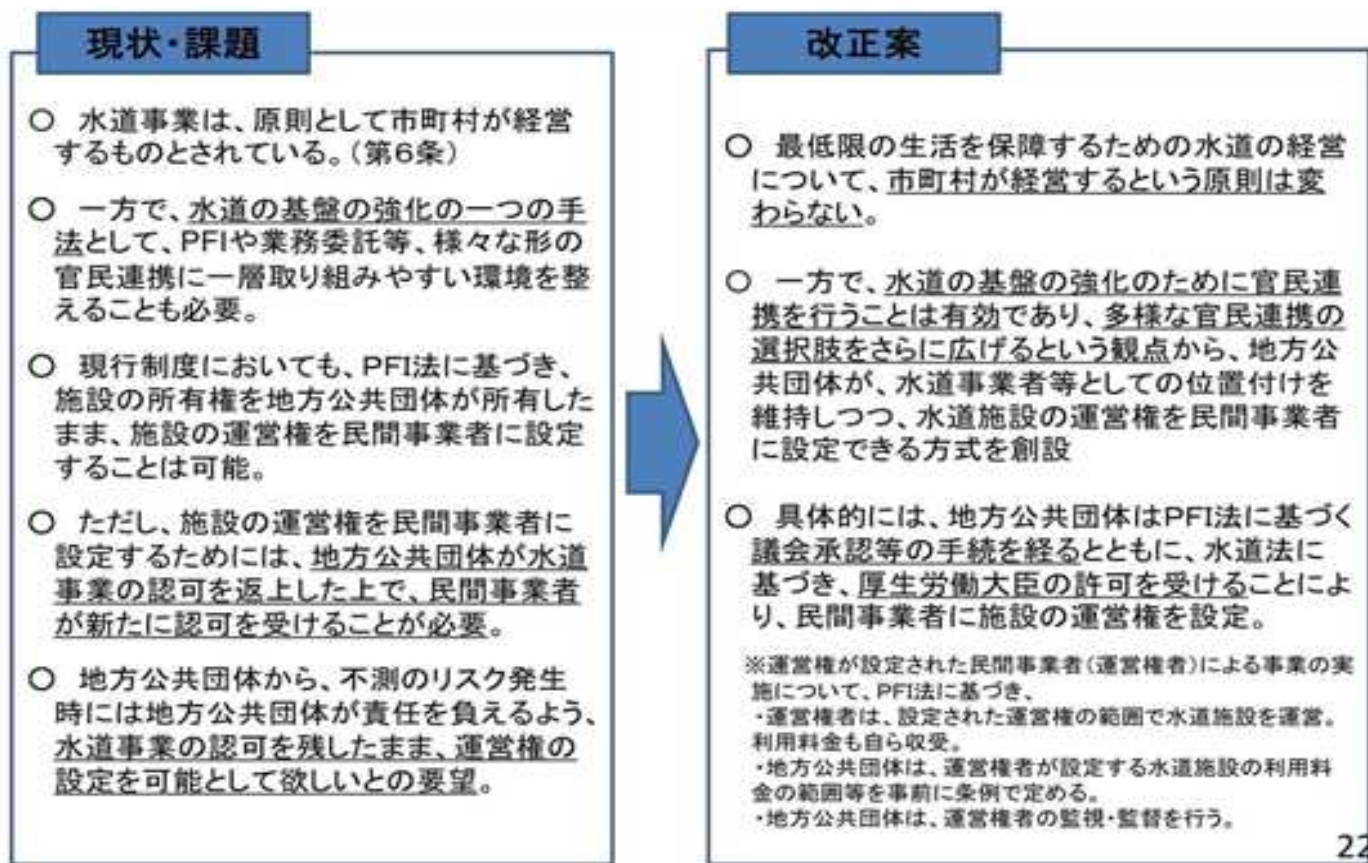 現状・課題
○ 水道事業は、原則として市町村が経営
するものとされている。(第6条)
○ 一方で、水道の基盤の強化の一つの手
法として、PFIや業務委託等、様々な形の
官民連携に一層取り組みやすい環境を整
えることも必要。
○ 現行制度においても、PFI法に基づき、
施設の所有権を地方公共団体が所有した
まま、施設の運営権を民間事業者に設定
することは可能。
○ ただし、施設の運営権を民間事業者に
設定するためには、地方公共団体が水道
事業の認可を返上した上で、民間事業者
が新たに認可を受けることが必要。
○ 地方公共団体から、不測のリスク発生
時には地方公共団体が責任を負えるよう、
水道事業の認可を残したまま、運営権の
設定を可能として欲しいとの要望。
改正案
○ 最低限の生活を保障するための水道の経営
について、市町村が経営するという原則は変
わらない。
○ 一方で、水道の基盤の強化のために官民連
携を行うことは有効であり、多様な官民連携の
選択肢をさらに広げるという観点から、地方公
共団体が、水道事業者等としての位置付けを
維持しつつ、水道施設の運営権を民間事業者
に設定できる方式を創設
○ 具体的には、地方公共団体はPFI法に基づく
議会承認等の手続を経るとともに、水道法に
基づき、厚生労働大臣の許可を受けることによ
り、民間事業者に施設の運営権を設定。
※運営権が設定された民間事業者(運営権者)による事業の実
施について、PFI法に基づき、
・運営権者は、設定された運営権の範囲で水道施設を運営。
利用料金も自ら収受。
・地方公共団体は、運営権者が設定する水道施設の利用料
金の範囲等を事前に条例で定める。
・地方公共団体は、運営権者の監視・監督を行う。
22